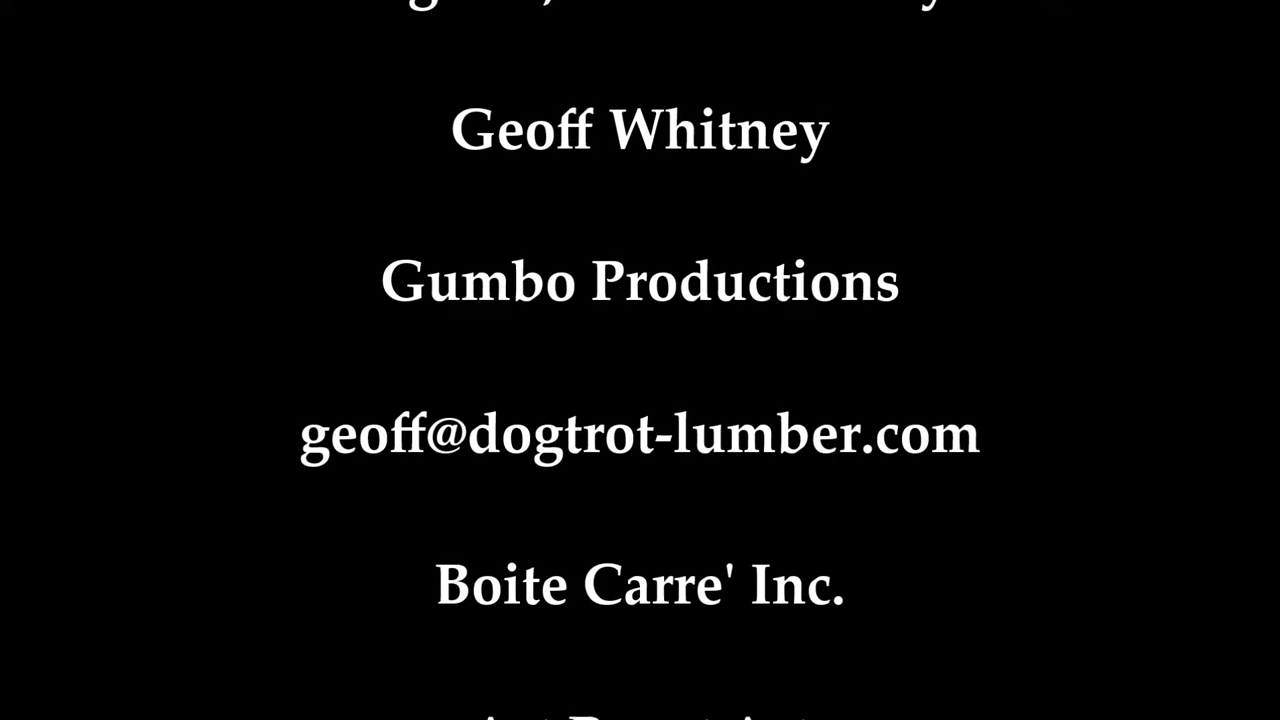 Geoff Whitney
Gumbo Productions
geoff@dogtrot-lumber.com
Boite Carre' Inc.